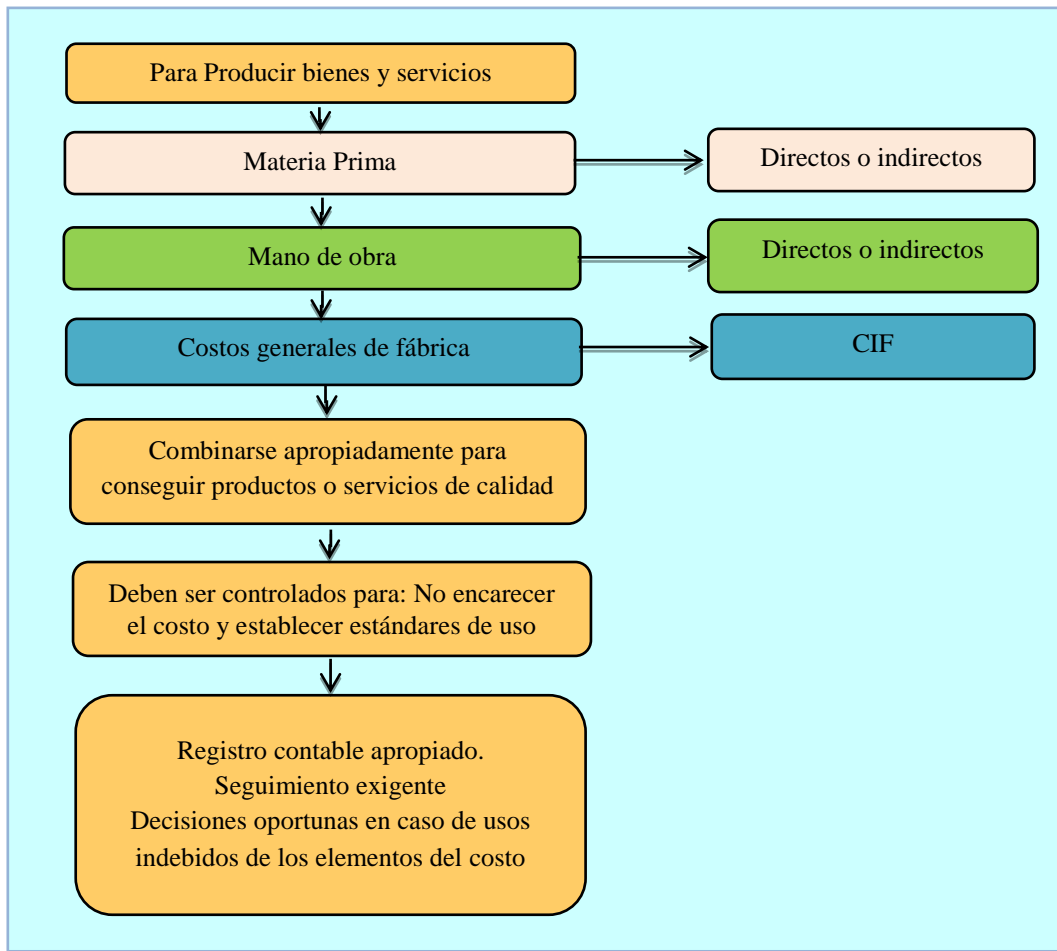 Para Producir bienes y servicios
Materia Prima
Directos o indirectos
Mano de obra
Directos o indirectos
Costos generales de fábrica
CIF
Combinarse apropiadamente para
conseguir productos o servicios de calidad
Deben ser controlados para: No encarecer
el costo y establecer estándares de uso
Registro contable apropiado.
Seguimiento exigente
Decisiones oportunas en caso de usos
indebidos de los elementos del costo